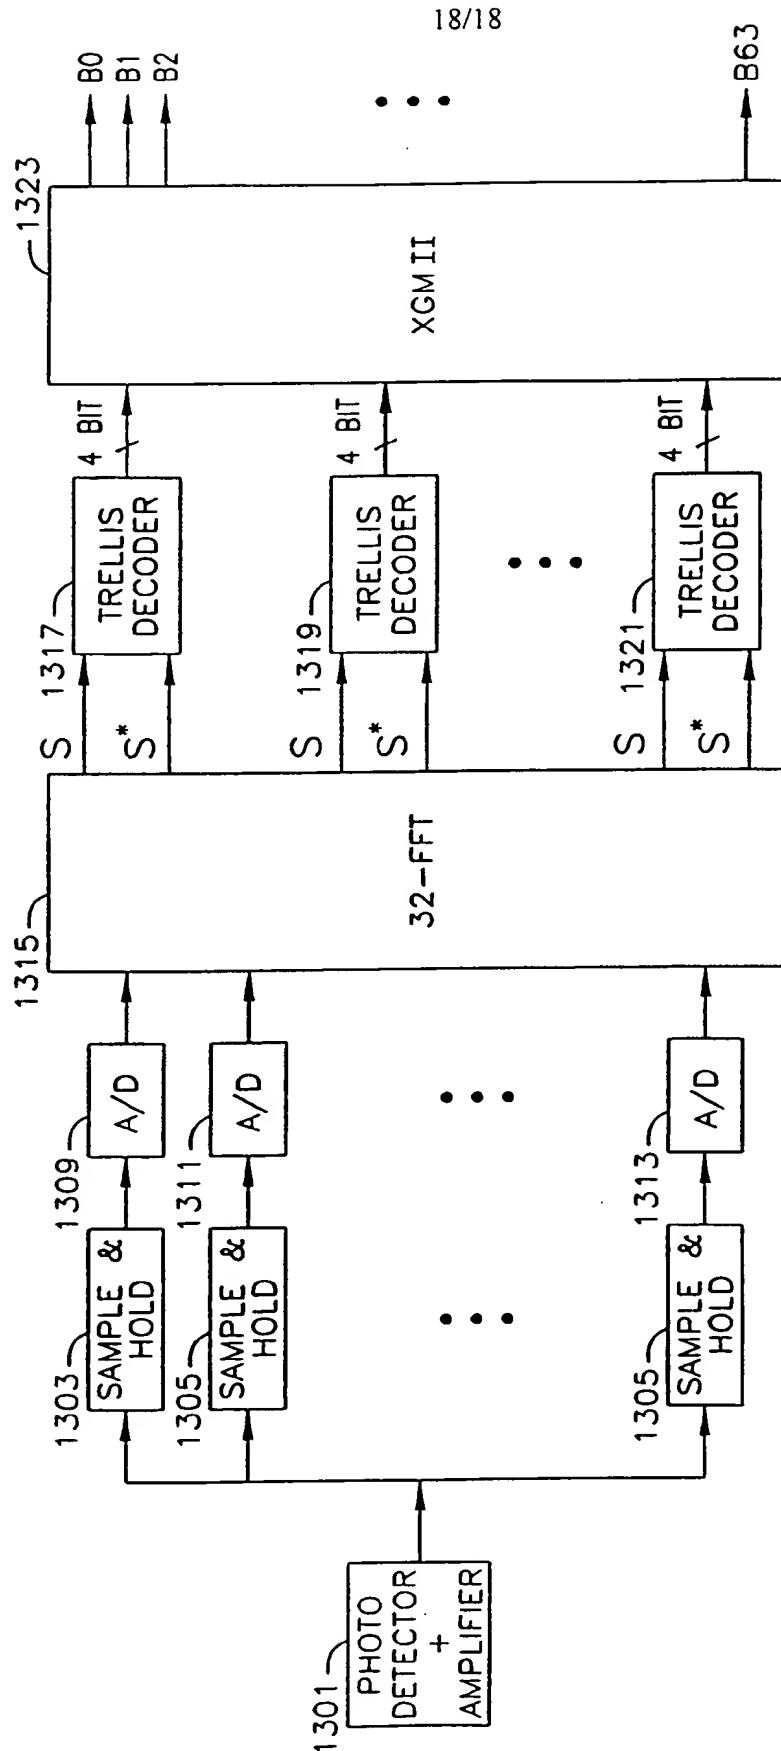 18/18
1301
PHOTO
DETECTOR
+
AMPLIFIER
1303
SAMPLE &
HOLD
1305
SAMPLE &
HOLD
1305
SAMPLE &
HOLD
1309
A/D
1311
A/D
1313
A/D
1315
32-FFT
S
S*
S
S*
S
S*
1317
TRELLIS
DECODER
1319
TRELLIS
DECODER
1321
TRELLIS
DECODER
4 BIT
4 BIT
4 BIT
1323
XGMII
B0
B1
B2
B63